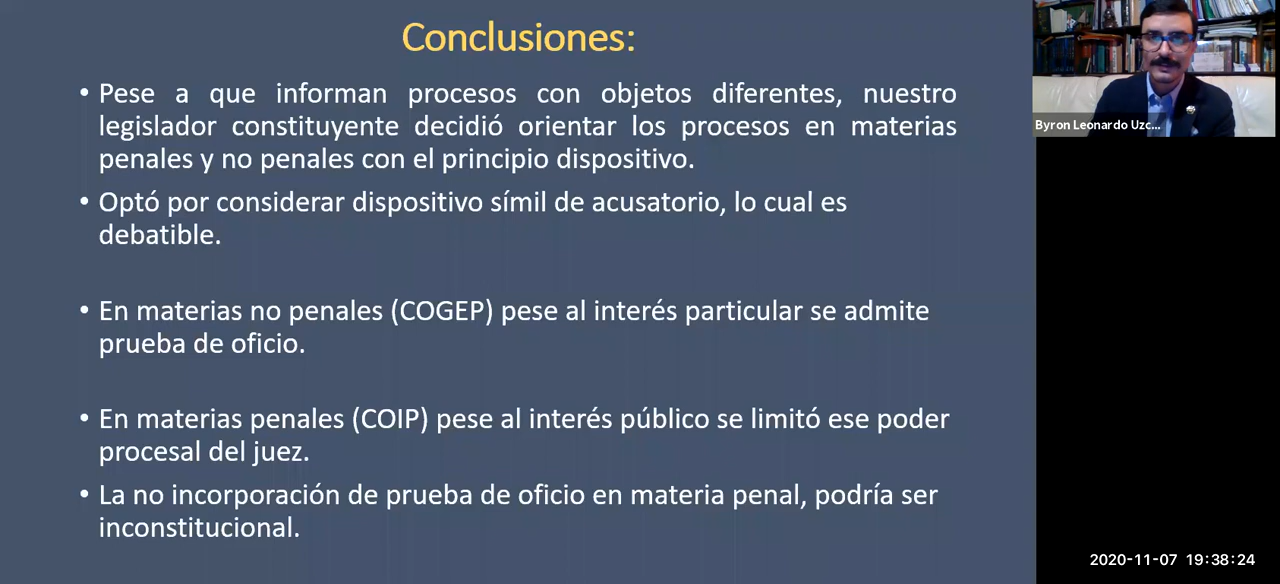 Conclusiones:
• Pese a que informan procesos con objetos diferentes, nuestro
legislador constituyente decidió orientar los procesos en materias
penales y no penales con el principio dispositivo.
• Optó por considerar dispositivo símil de acusatorio, lo cual es
debatible.
• En materias no penales (COGEP) pese al interés particular se admite
prueba de oficio.
• En materias penales (COIP) pese al interés público se limitó ese poder
procesal del juez.
• La no incorporación de prueba de oficio en materia penal, podría ser
inconstitucional.
Byron Leonardo Uzc...
2020-11-07 19:38:24